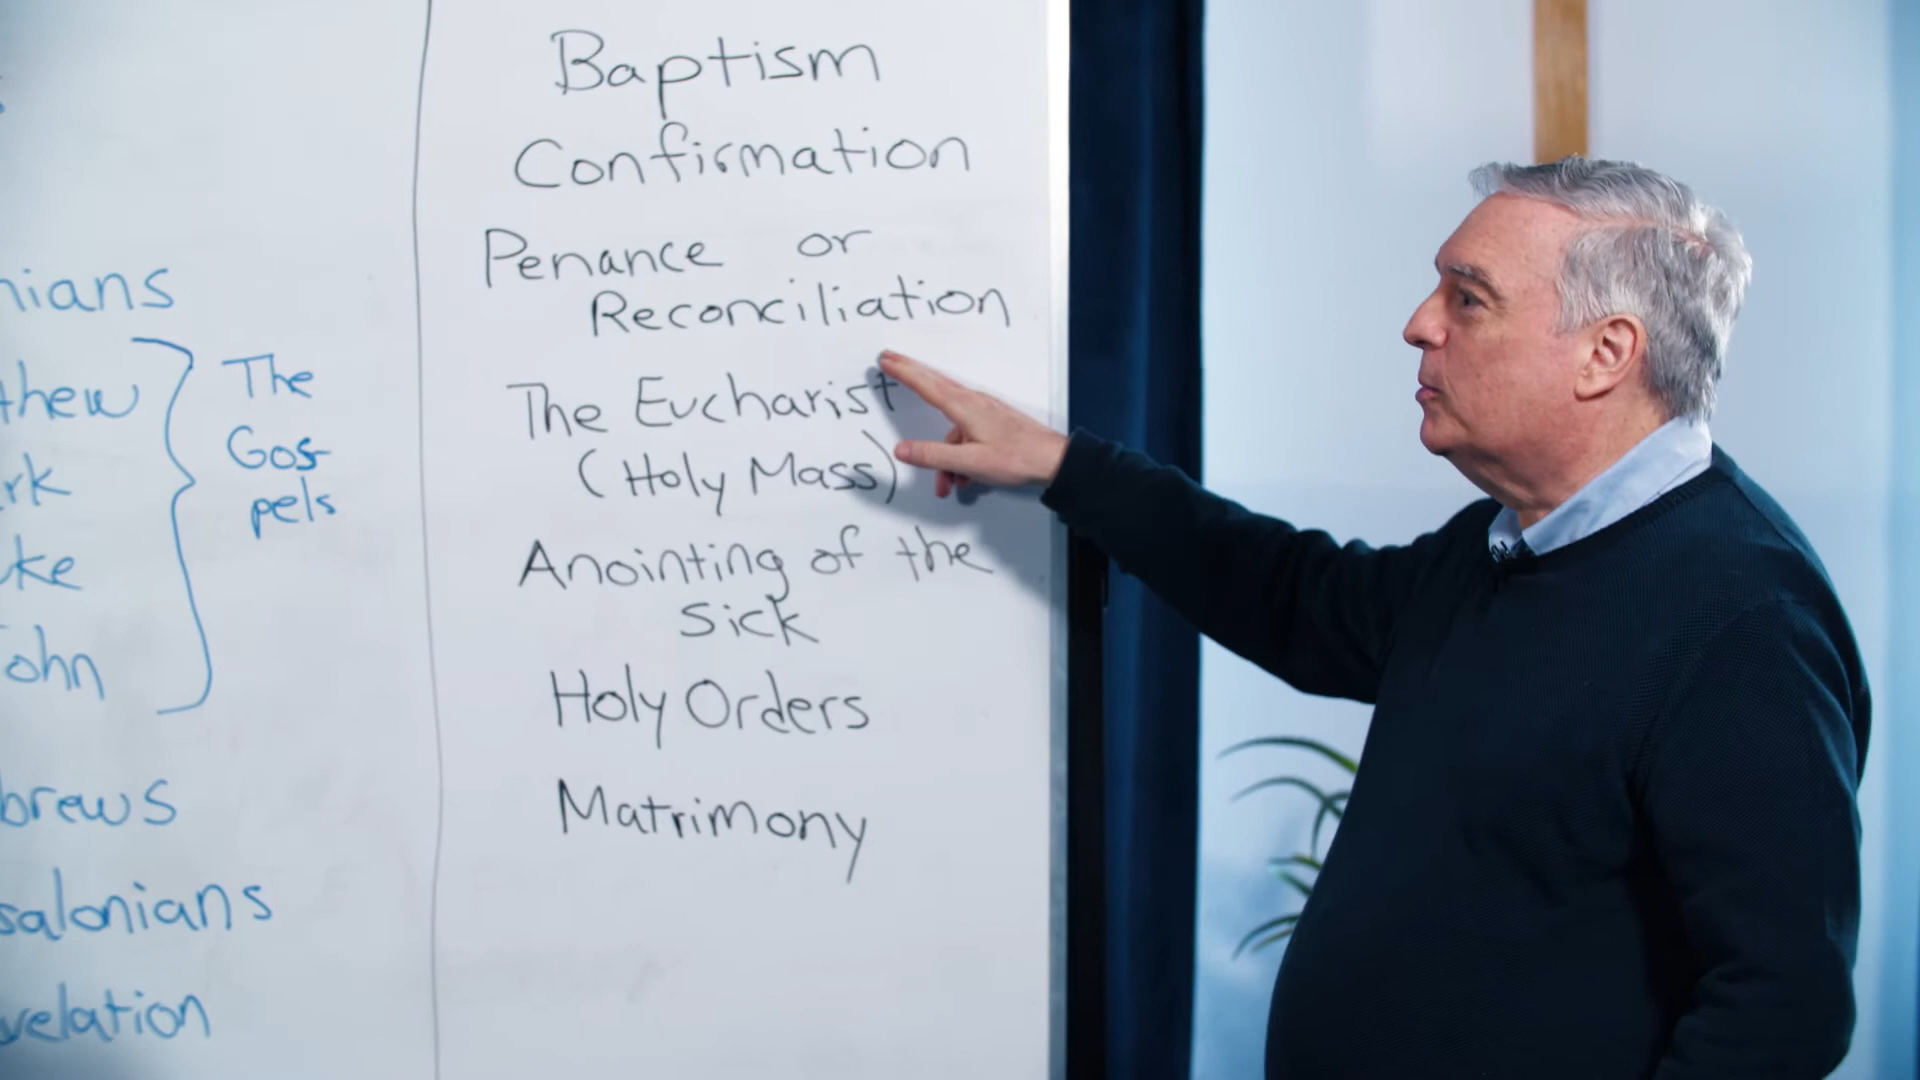 nians
thew
rk
ke
John
The
Gos-
pels
brews
salonians
velation
Baptism
Confirmation
Penance or
Reconciliation
The Eucharist
(Holy Mass)
Anointing of the
Sick
Holy Orders
Matrimony